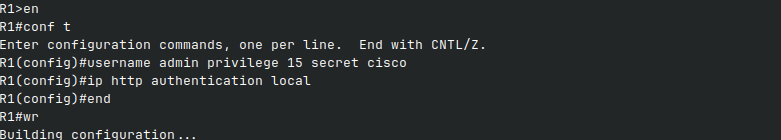 R1>en
R1#conf t
Enter configuration commands, one per line.  End with CNTL/Z.
R1(config)#username admin privilege 15 secret cisco
R1(config)#ip http authentication local
R1(config)#end
R1#wr
Building configuration...